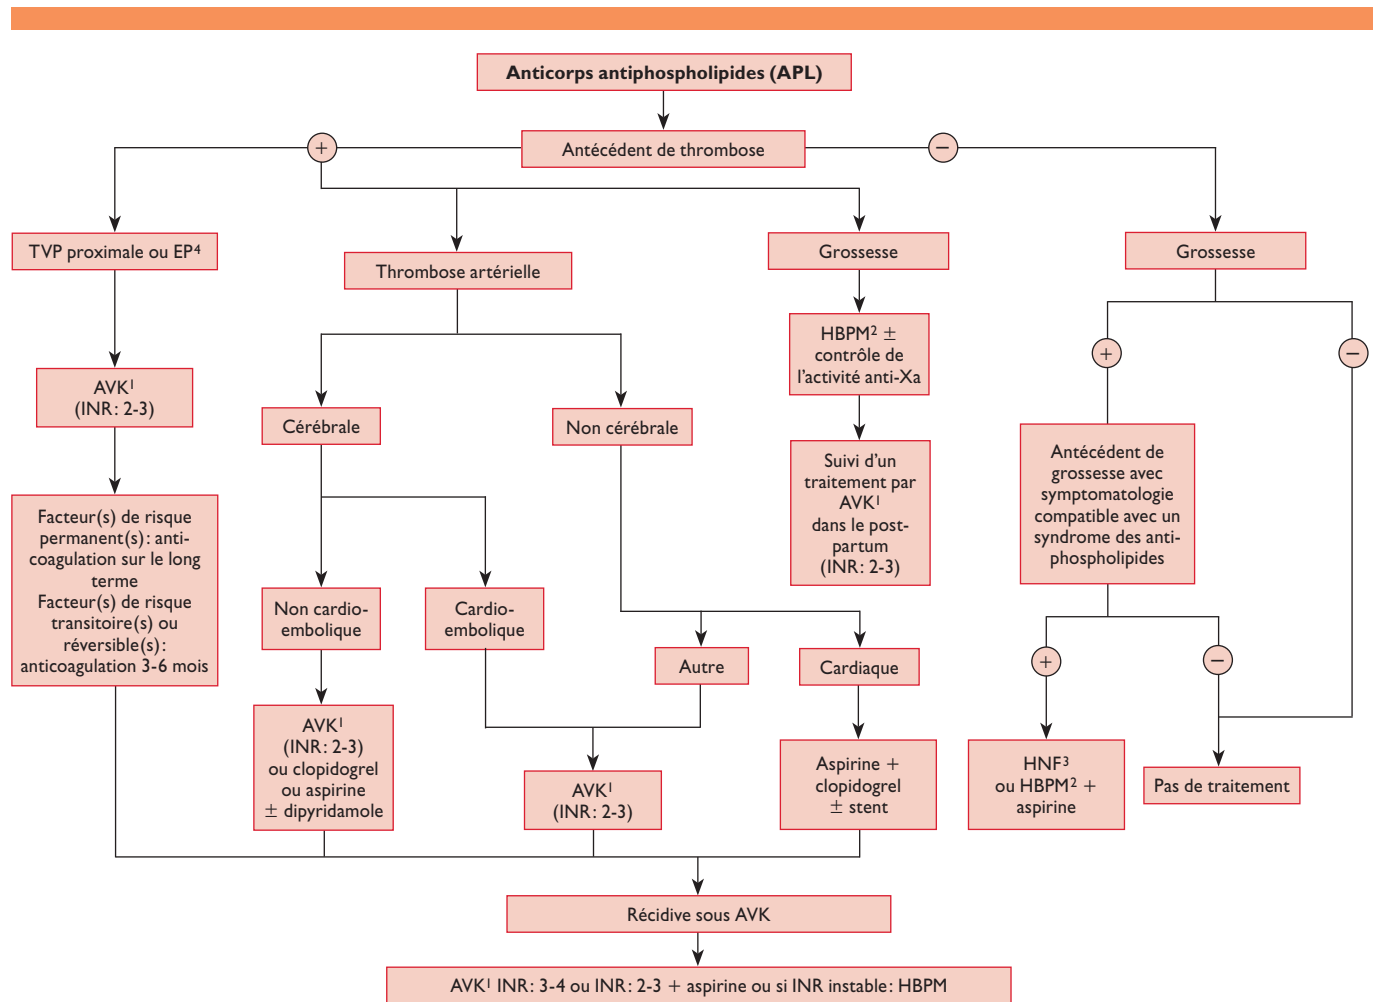 Anticorps antiphospholipides (APL)
Antécédent de thrombose
+
−
TVP proximale ou EP⁴
Thrombose artérielle
Grossesse
Grossesse
HBPM² ±
contrôle de
l'activité anti-Xa
+
−
AVK¹
(INR: 2-3)
Cérébrale
Non cérébrale
Suivi d'un
traitement par
AVK¹
dans le post-
partum
(INR: 2-3)
Antécédent de
grossesse avec
symptomatologie
compatible avec un
syndrome des anti-
phospholipides
Facteur(s) de risque
permanent(s): anti-
coagulation sur le long
terme
Facteur(s) de risque
transitoire(s) ou
réversible(s):
anticoagulation 3-6 mois
Non cardio-
embolique
Cardio-
embolique
Autre
Cardiaque
+
−
AVK¹
(INR: 2-3)
ou clopidogrel
ou aspirine
± dipyridamole
AVK¹
(INR: 2-3)
Aspirine +
clopidogrel
± stent
HNF³
ou HBPM² +
aspirine
Pas de traitement
Récidive sous AVK
AVK¹ INR: 3-4 ou INR: 2-3 + aspirine ou si INR instable: HBPM